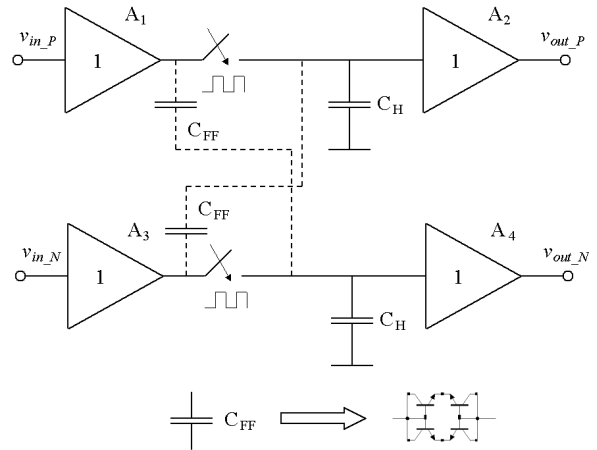 A1
A2
vin_P
vout_P
1
1
CFF
CH
CFF
A3
A4
vin_N
vout_N
1
1
CH
CFF